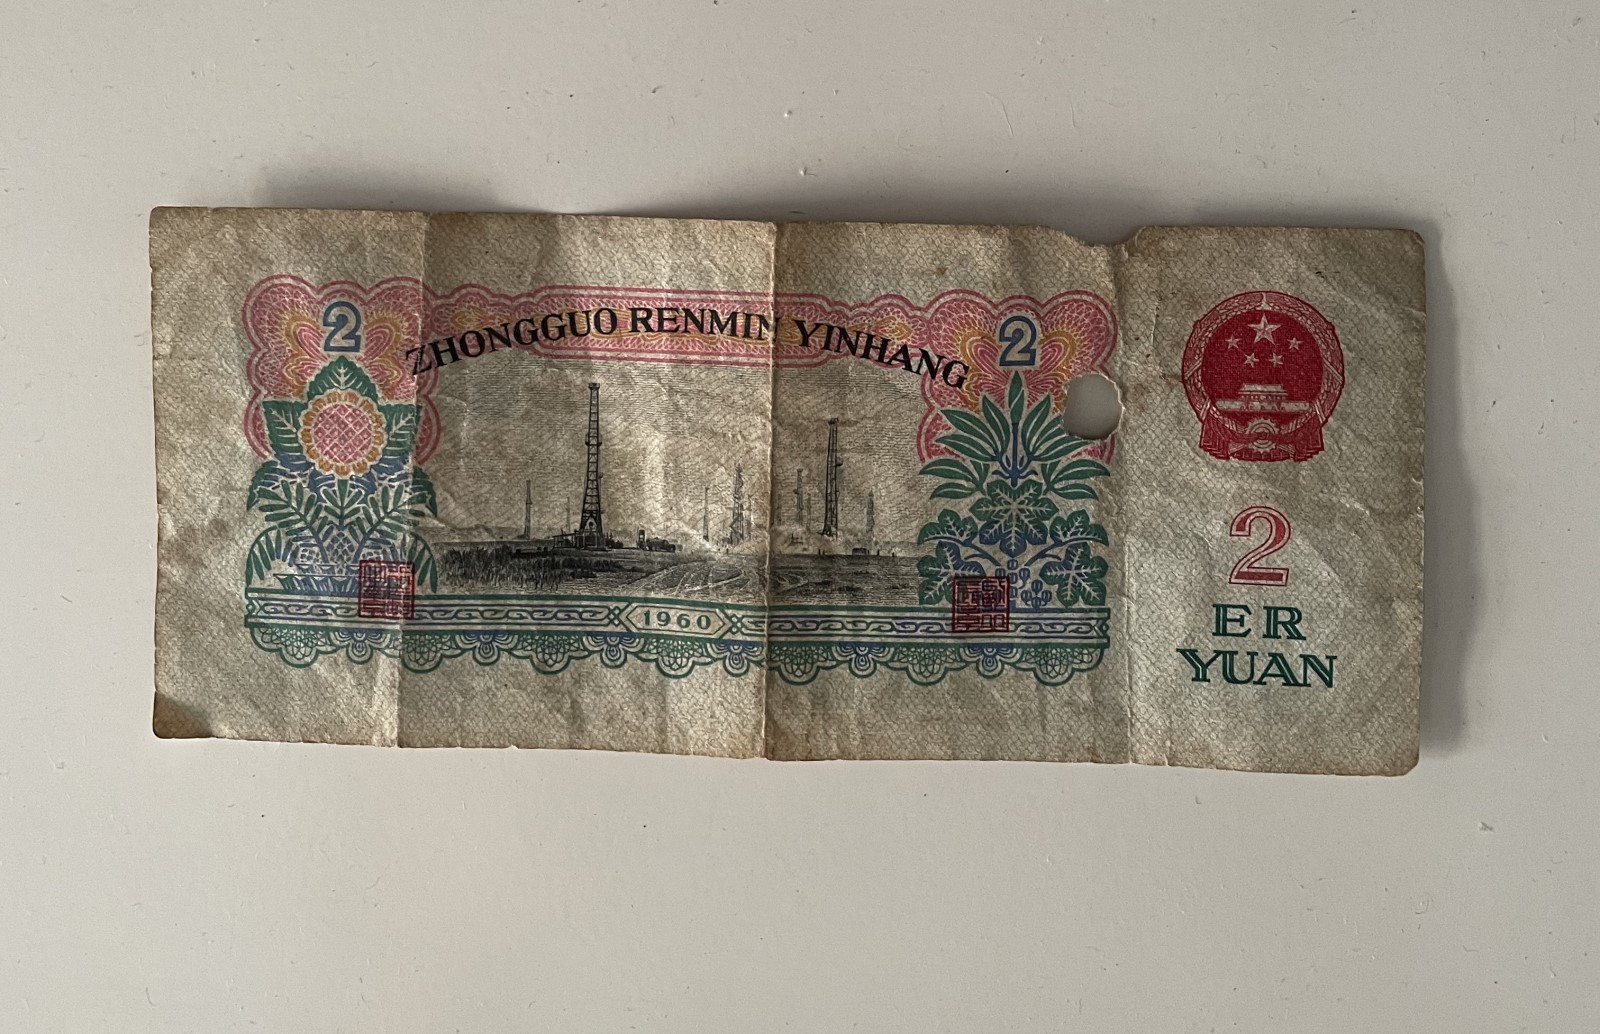 2
2
ZHONGGUO RENMIN YINHANG
1960
2
ER
YUAN